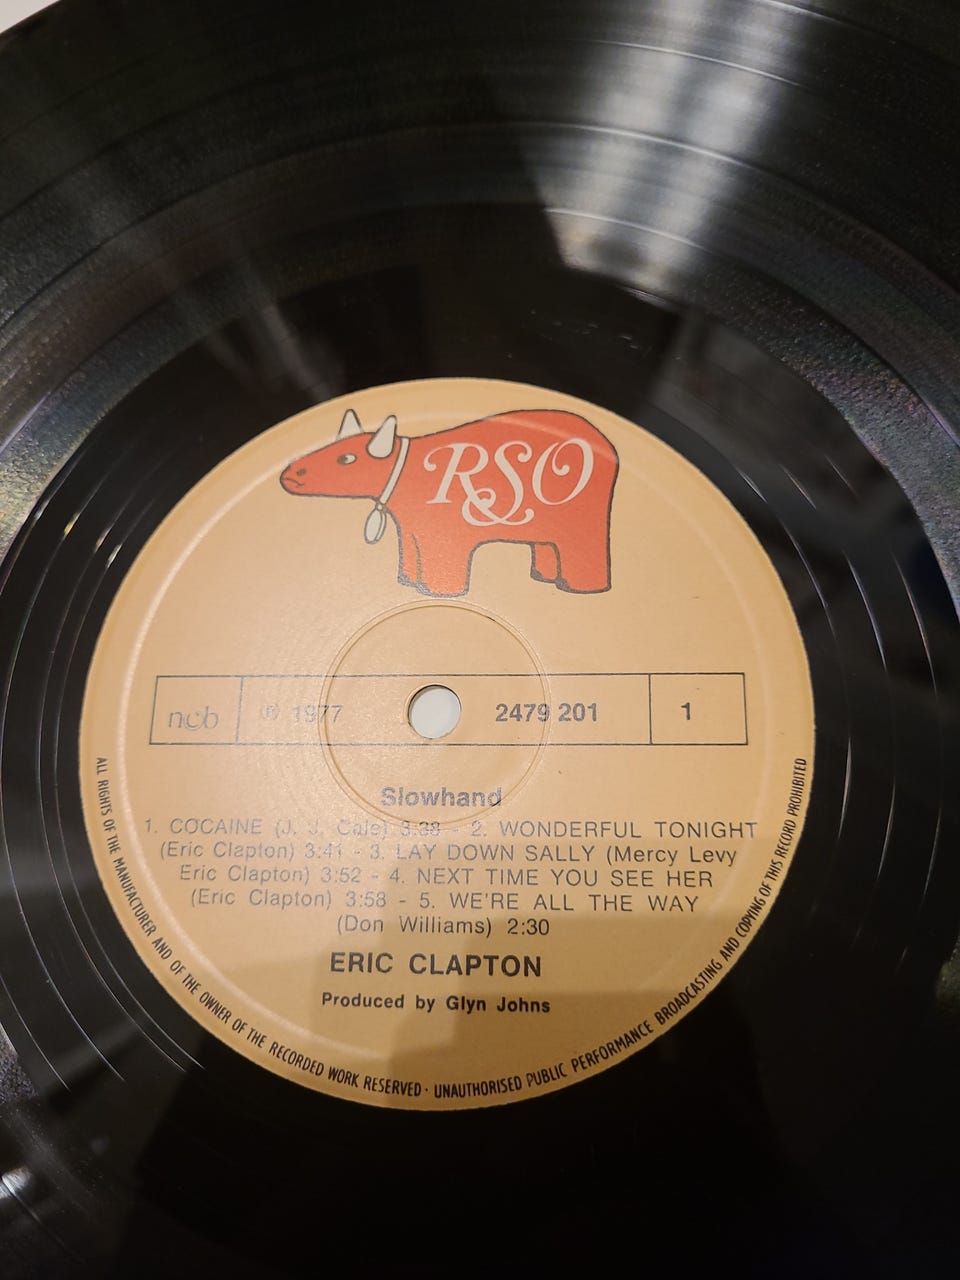 RSO
ncb ℗ 1977 2479 201 1
Slowhand
1. COCAINE (J. J. Cale) 3:38 - 2. WONDERFUL TONIGHT
(Eric Clapton) 3:41 - 3. LAY DOWN SALLY (Mercy Levy
Eric Clapton) 3:52 - 4. NEXT TIME YOU SEE HER
(Eric Clapton) 3:58 - 5. WE'RE ALL THE WAY
(Don Williams) 2:30
ERIC CLAPTON
Produced by Glyn Johns
ALL RIGHTS OF THE MANUFACTURER AND OF THE OWNER OF THE RECORDED WORK RESERVED · UNAUTHORISED PUBLIC PERFORMANCE BROADCASTING AND COPYING OF THIS RECORD PROHIBITED